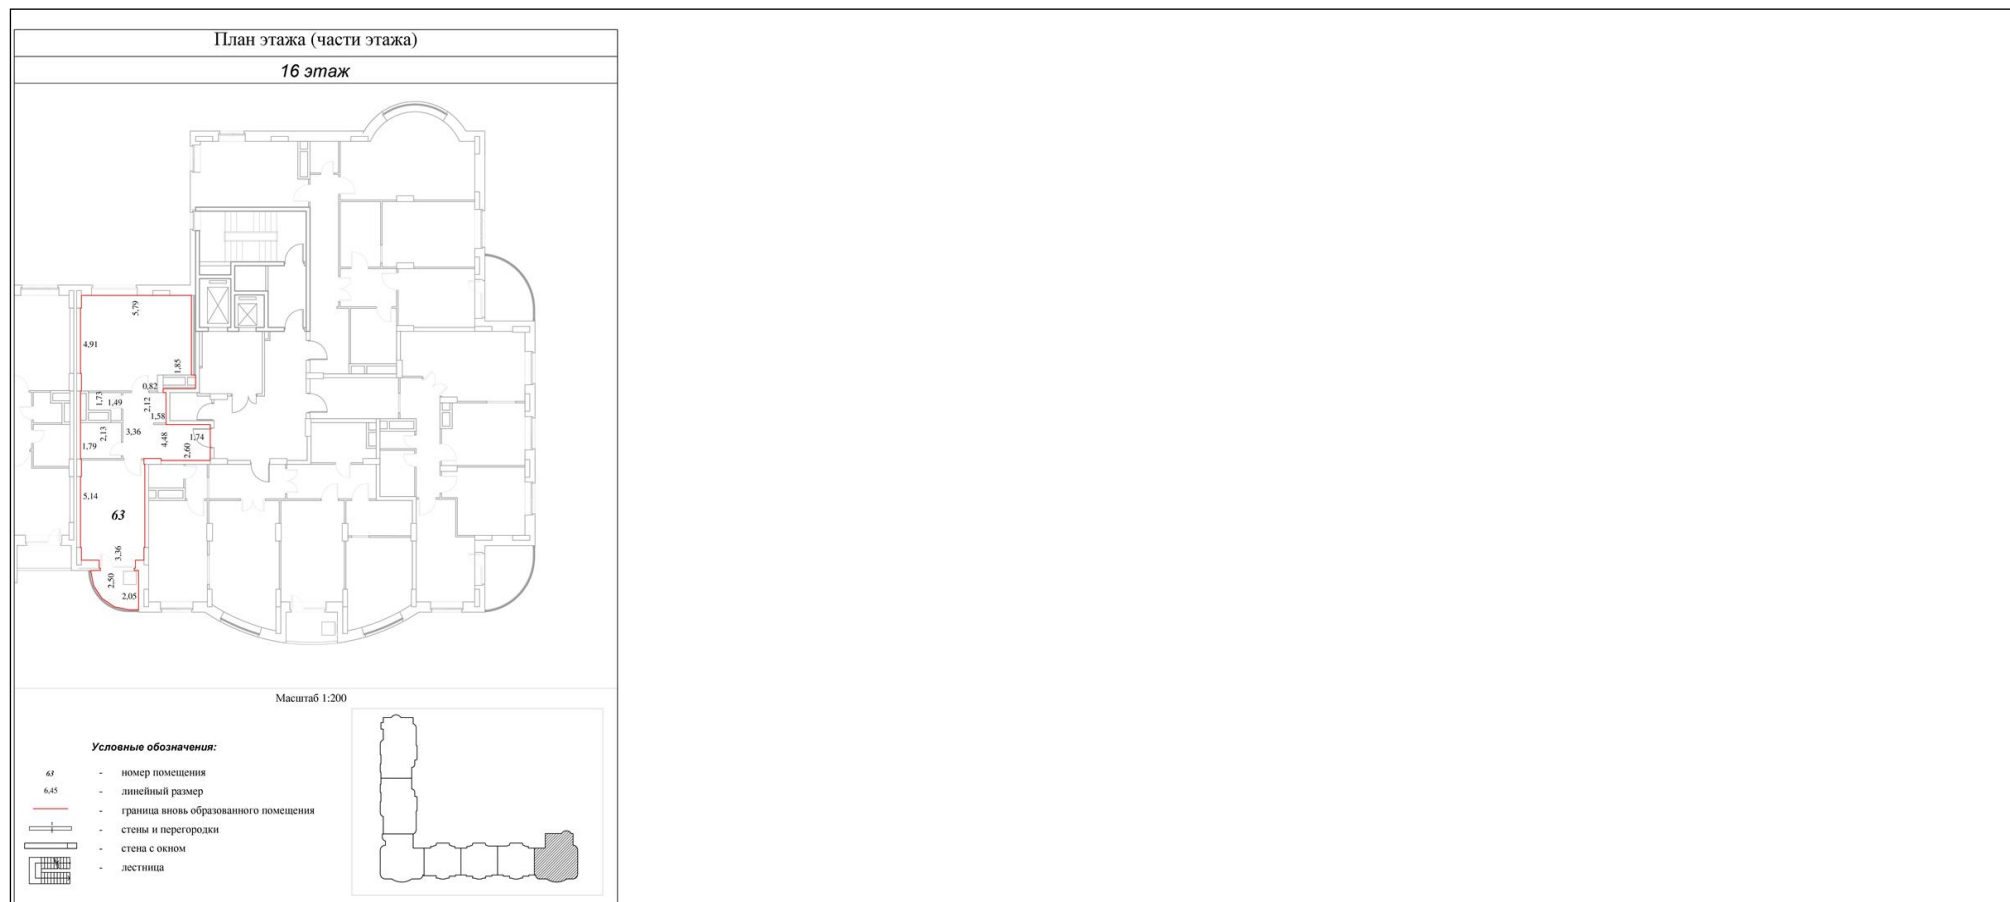 План этажа (части этажа)
16 этаж
5,79
4,91
1,85
0,82
1,73
1,49
2,12
1,58
3,36
2,13
1,79
4,48
1,74
2,60
5,14
63
3,36
2,50
2,05
Масштаб 1:200
Условные обозначения:
63 - номер помещения
6,45 - линейный размер
- граница вновь образованного помещения
- стены и перегородки
- стена с окном
- лестница